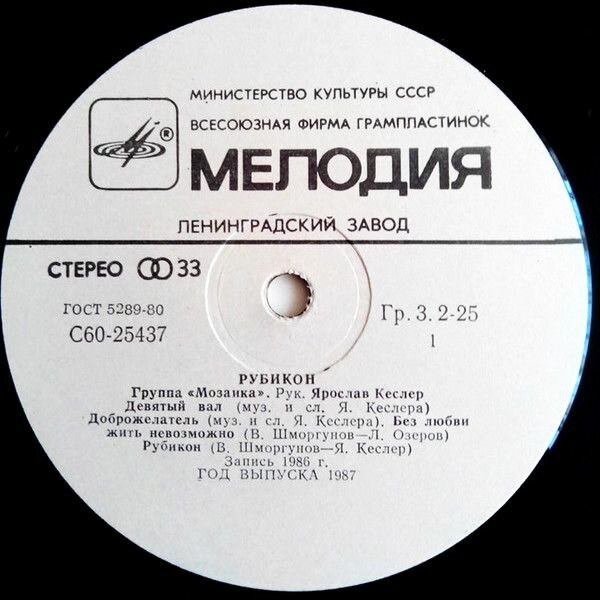 МИНИСТЕРСТВО КУЛЬТУРЫ СССР
ВСЕСОЮЗНАЯ ФИРМА ГРАМПЛАСТИНОК
®
МЕЛОДИЯ
ЛЕНИНГРАДСКИЙ ЗАВОД
СТЕРЕО 33
ГОСТ 5289-80
С60-25437
Гр. 3. 2-25
1
РУБИКОН
Группа «Мозаика». Рук. Ярослав Кеслер
Девятый вал (муз. и сл. Я. Кеслера)
Доброжелатель (муз. и сл. Я. Кеслера). Без любви
жить невозможно (В. Шморгунов—Л. Озеров)
Рубикон (В. Шморгунов—Я. Кеслер)
Запись 1986 г.
ГОД ВЫПУСКА 1987